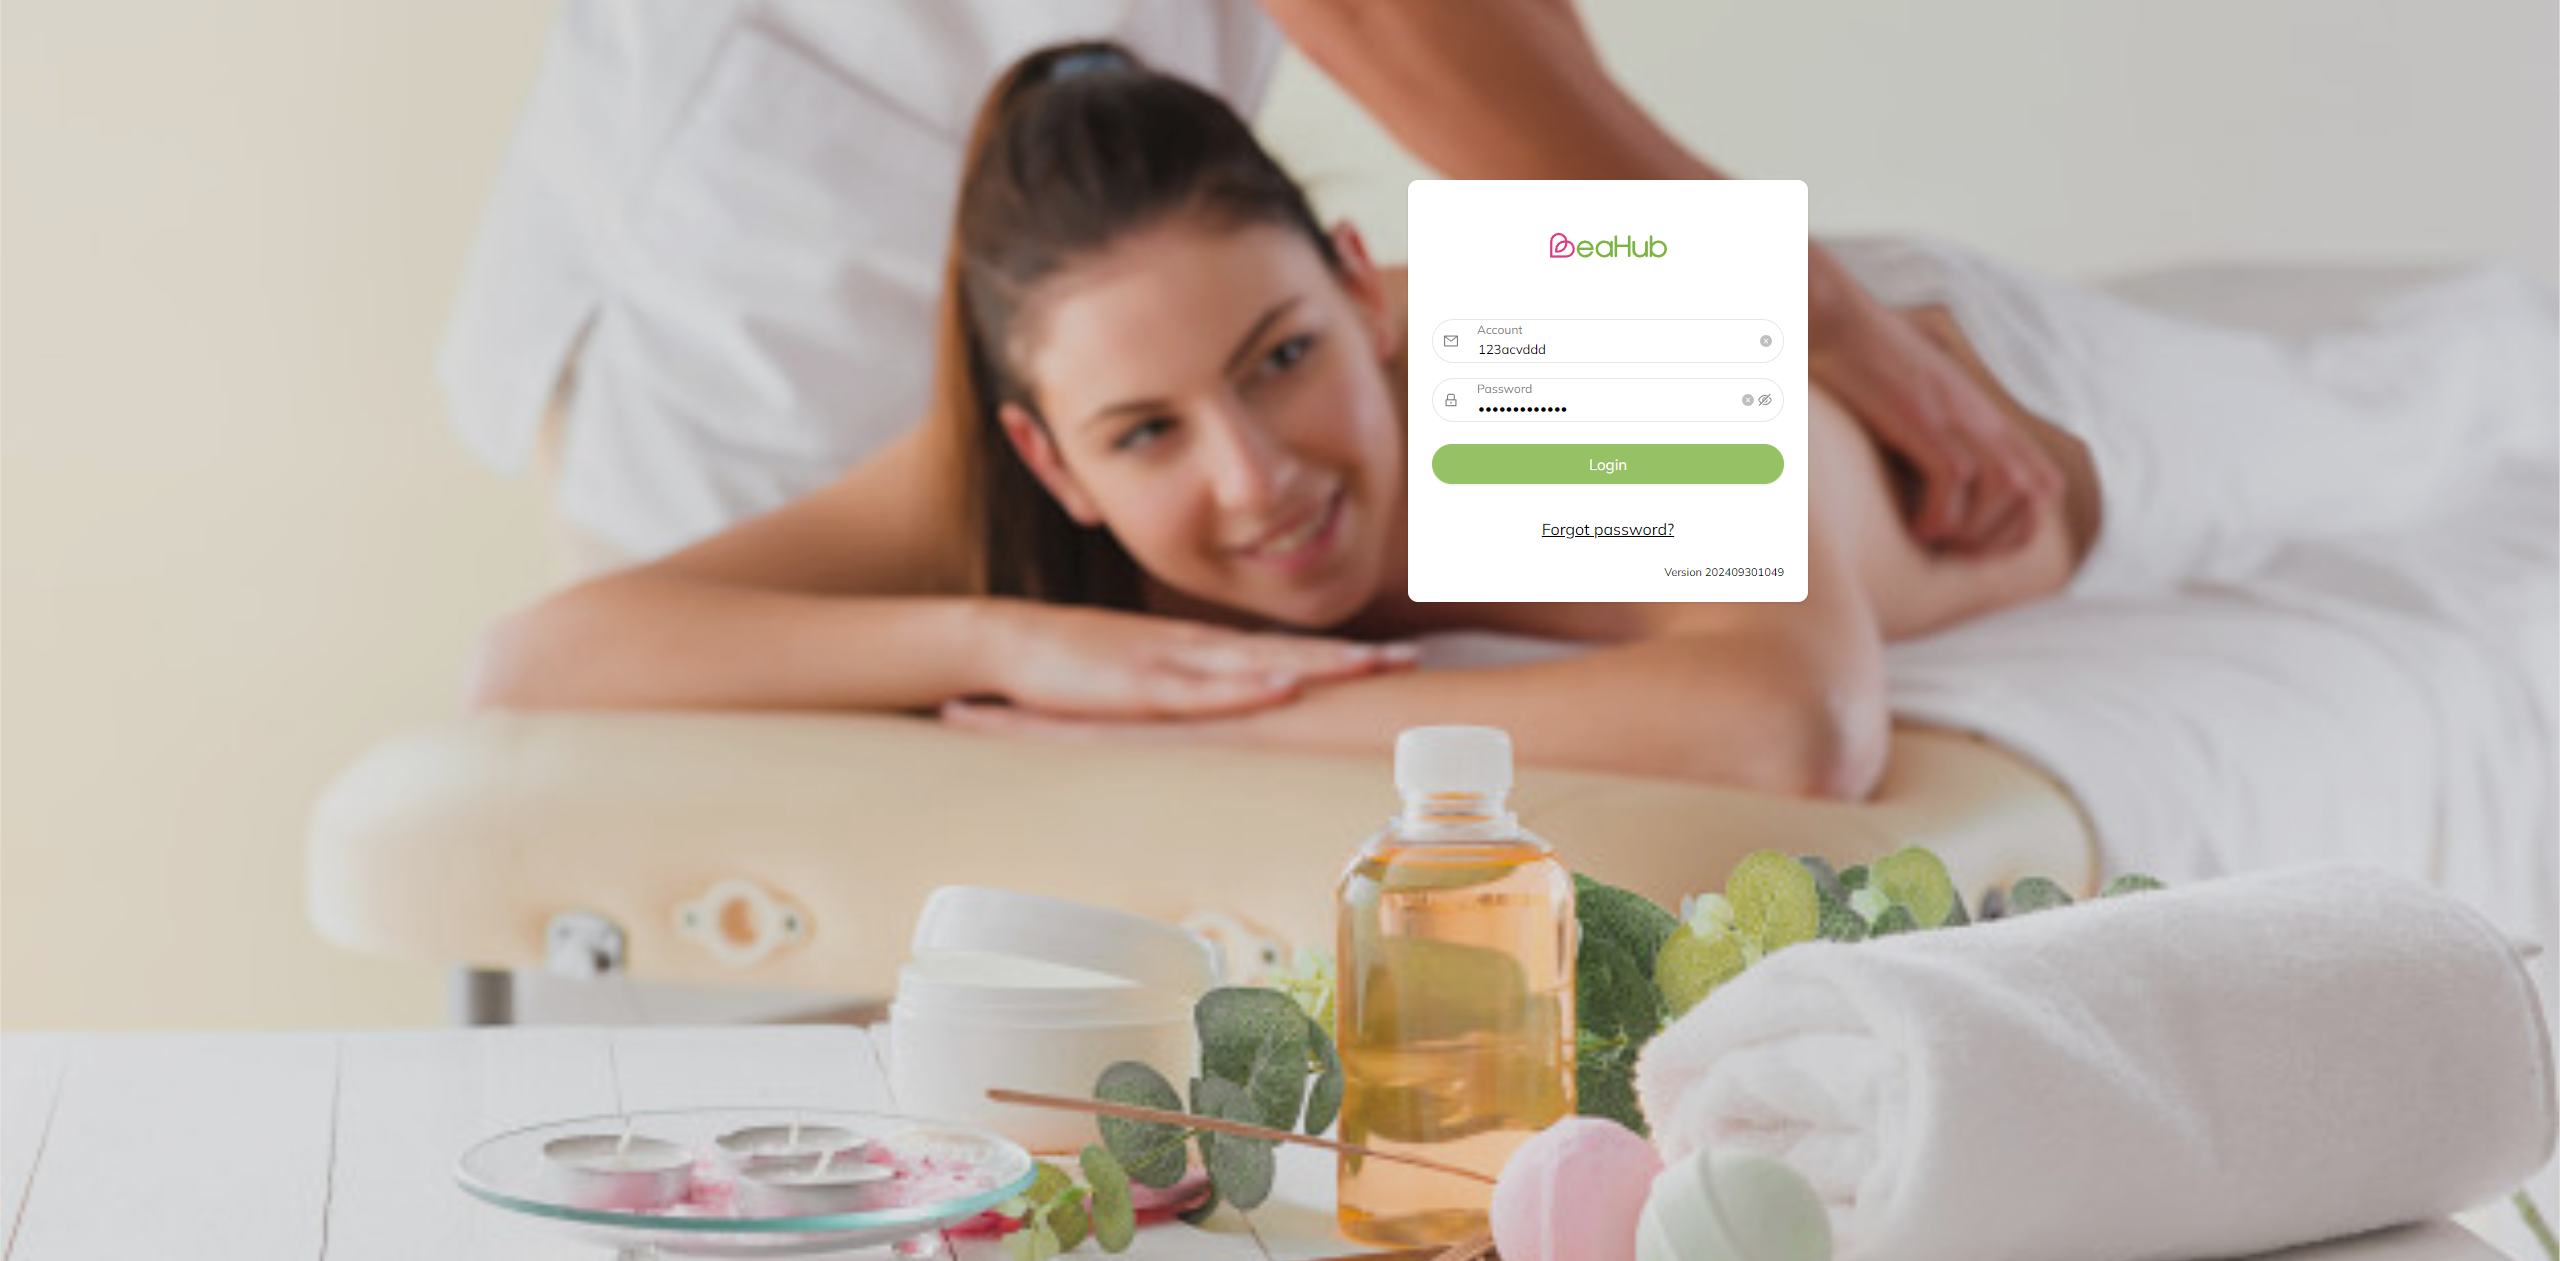 BeaHub
Account
123acvddd
Password
•••••••••••••
Login
Forgot password?
Version 202409301049